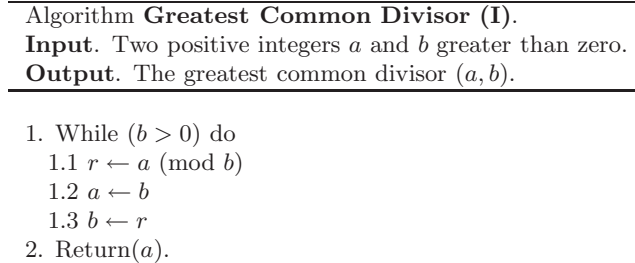 Algorithm Greatest Common Divisor (I).
Input. Two positive integers a and b greater than zero.
Output. The greatest common divisor (a, b).
1. While (b > 0) do
1.1 r ← a (mod b)
1.2 a ← b
1.3 b ← r
2. Return(a).